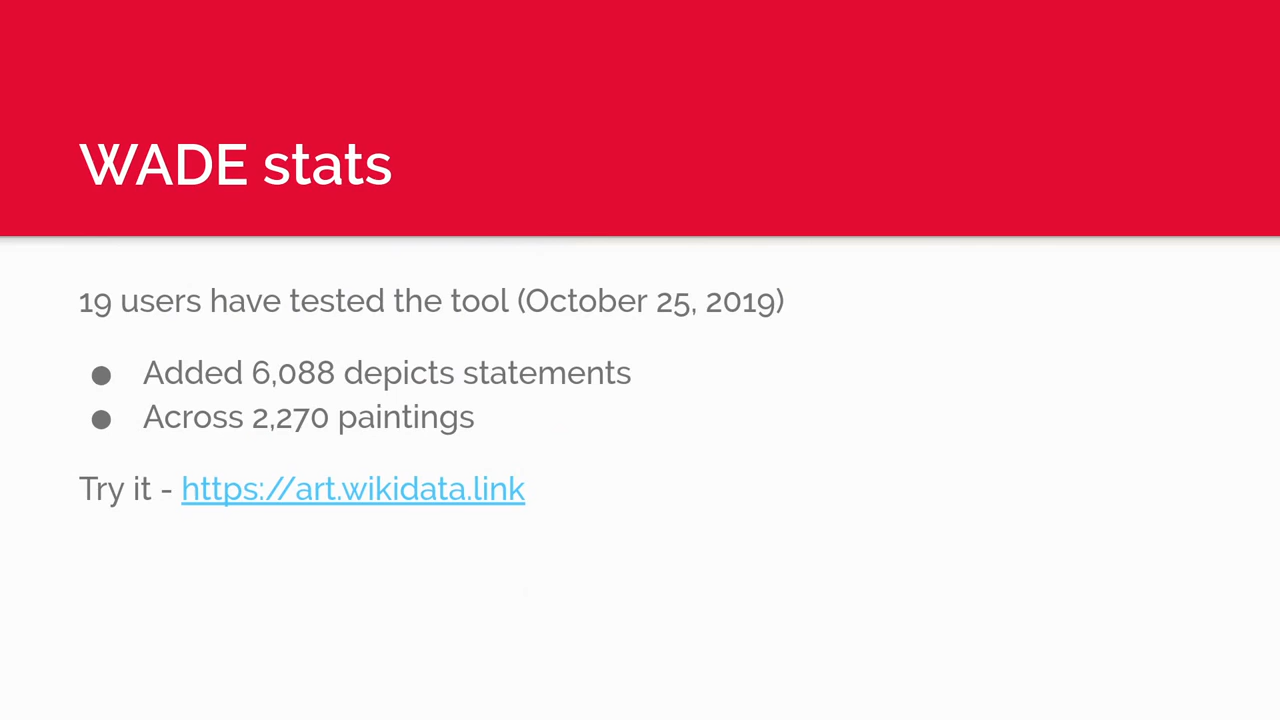 WADE stats
19 users have tested the tool (October 25, 2019)
● Added 6,088 depicts statements
● Across 2,270 paintings
Try it - https://art.wikidata.link